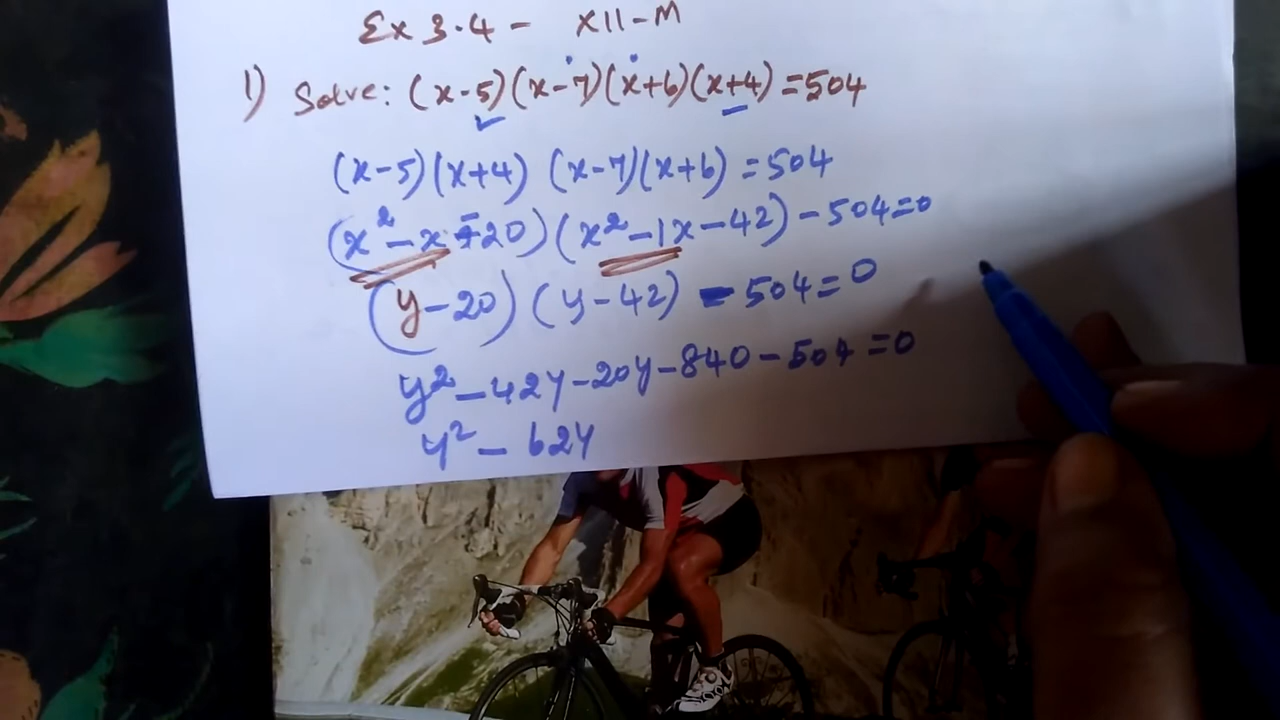 Ex 3.4 - XII-M
1) Solve: (x-5)(x-7)(x+6)(x+4)=504
(x-5)(x+4) (x-7)(x+6) = 504
(x²-x-20)(x²-1x-42)-504=0
(y-20)(y-42) - 504=0
y²-42y-20y-840-504=0
y²-62y